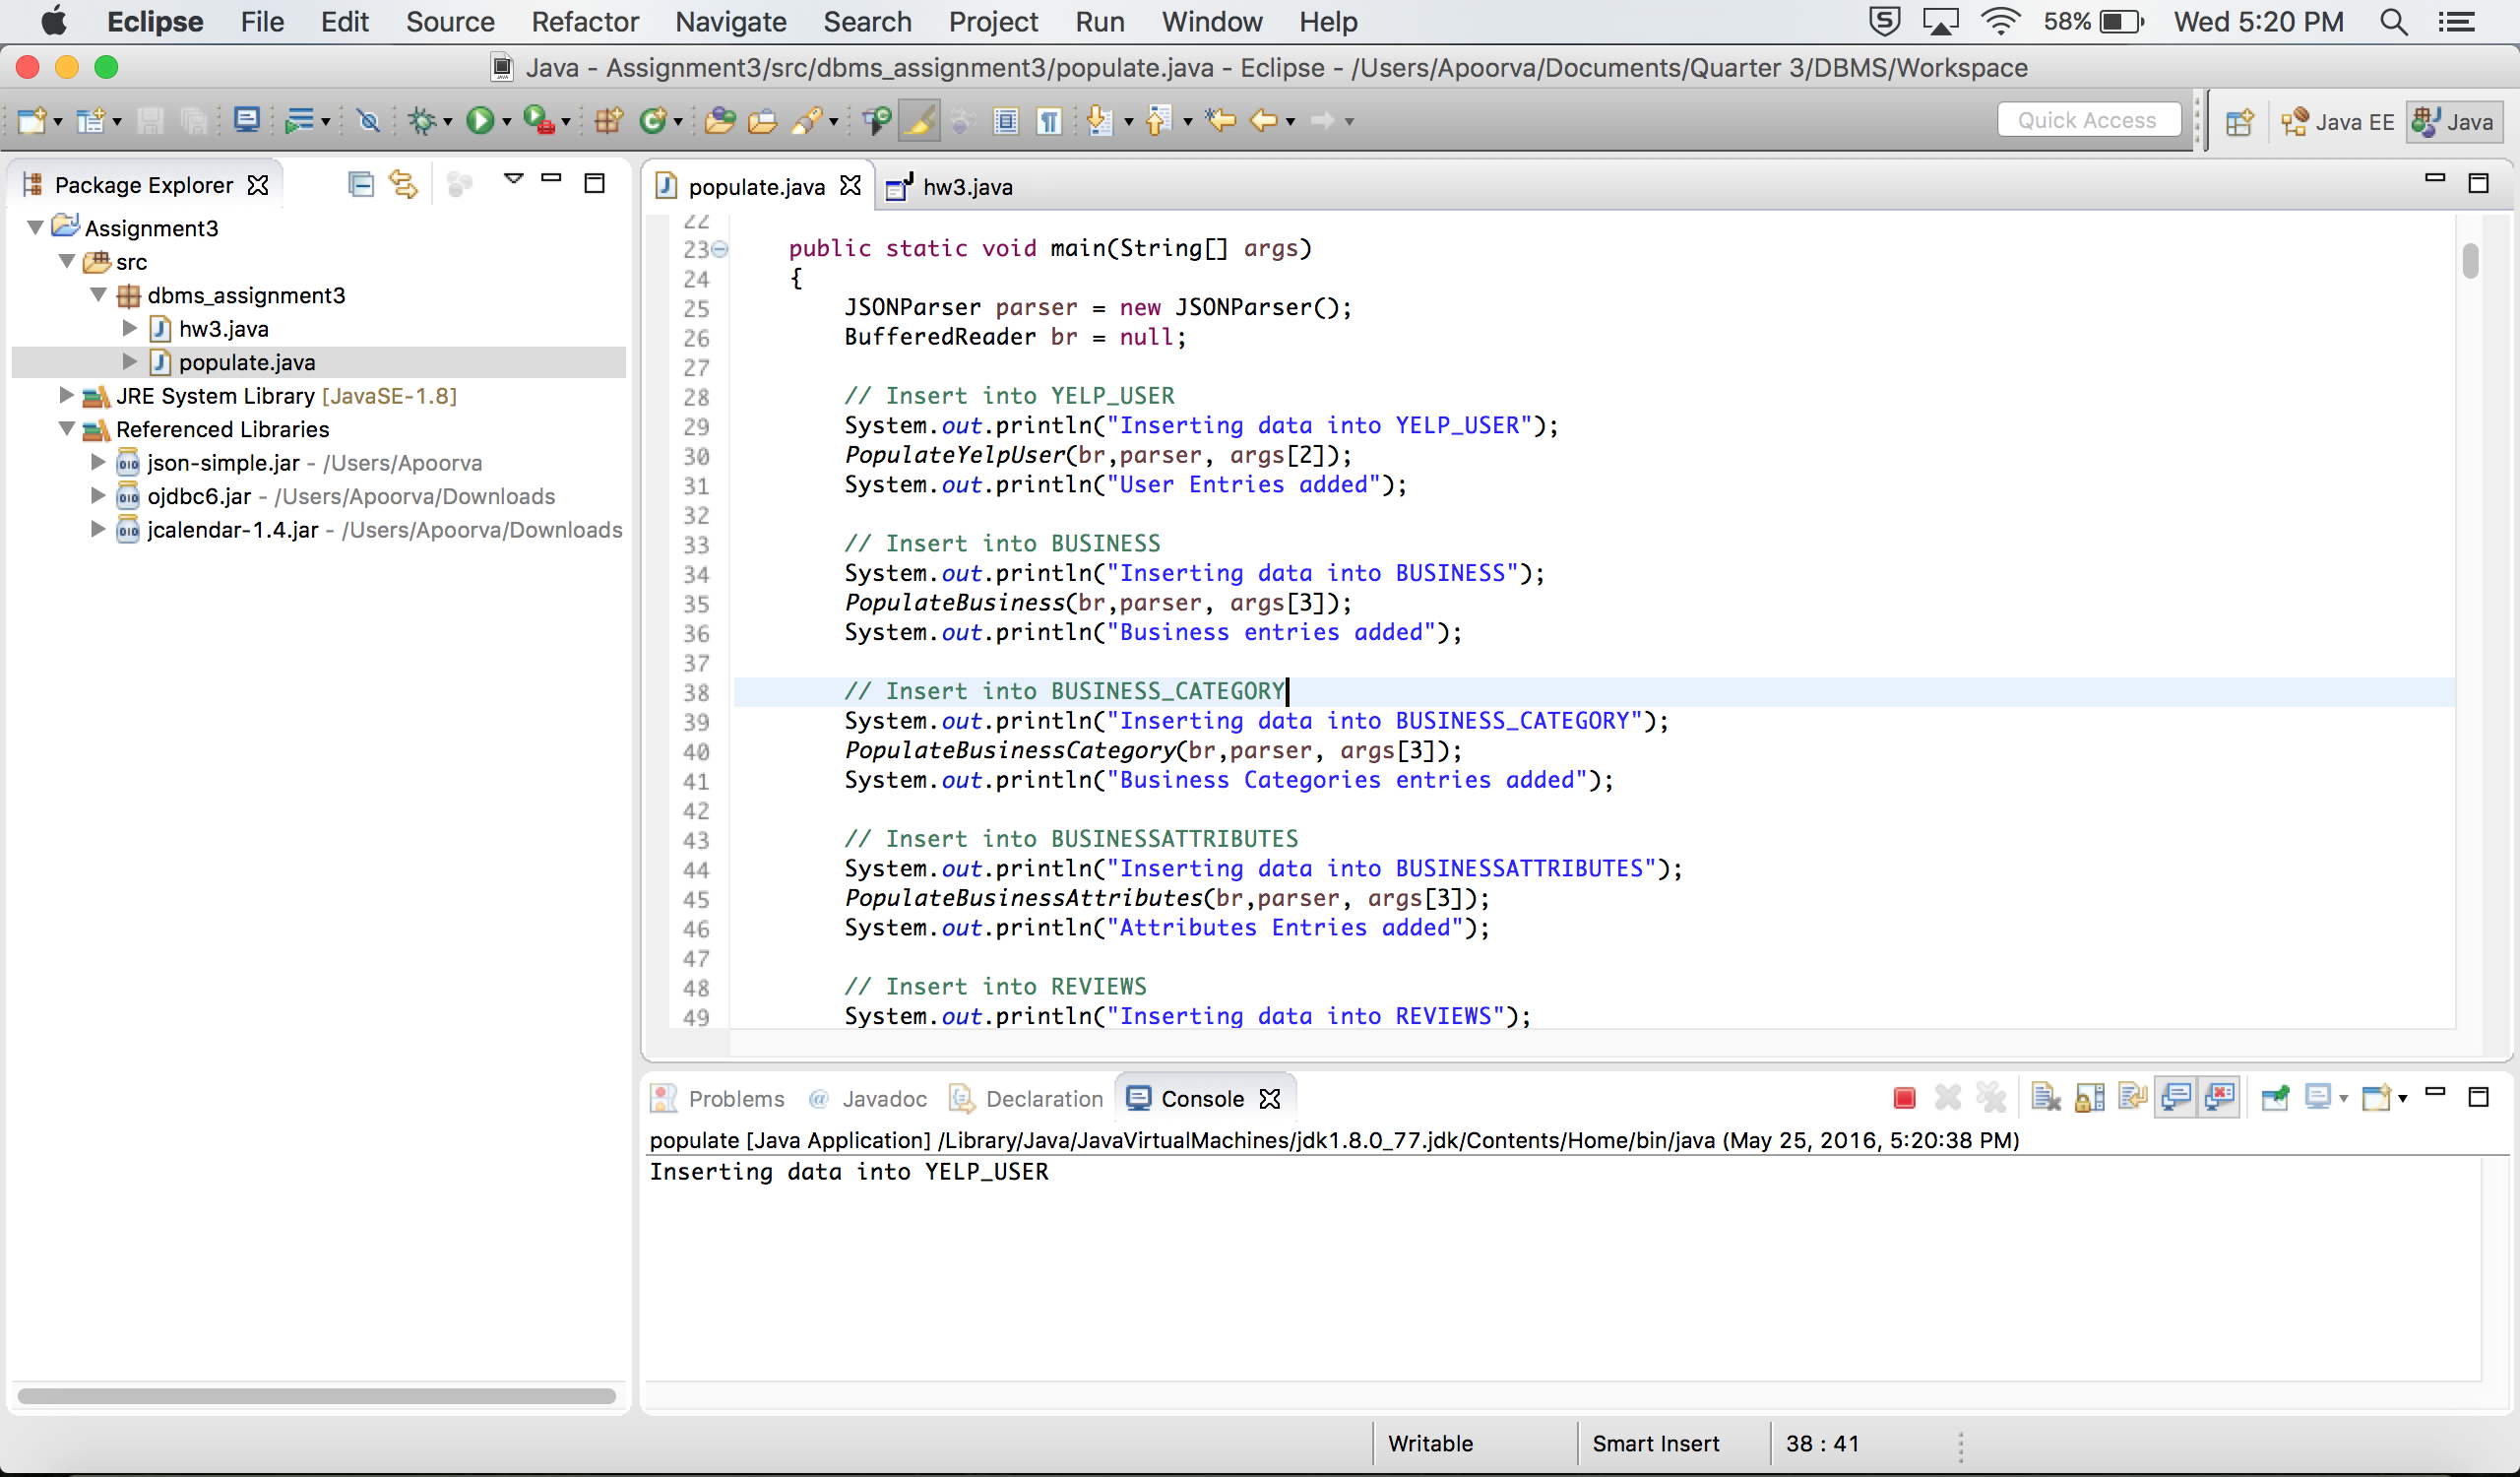 Eclipse File Edit Source Refactor Navigate Search Project Run Window Help 58% Wed 5:20 PM
Java - Assignment3/src/dbms_assignment3/populate.java - Eclipse - /Users/Apoorva/Documents/Quarter 3/DBMS/Workspace
Quick Access Java EE Java
Package Explorer
Assignment3
src
dbms_assignment3
hw3.java
populate.java
JRE System Library [JavaSE-1.8]
Referenced Libraries
json-simple.jar - /Users/Apoorva
ojdbc6.jar - /Users/Apoorva/Downloads
jcalendar-1.4.jar - /Users/Apoorva/Downloads
populate.java hw3.java
22
23 public static void main(String[] args)
24 {
25 JSONParser parser = new JSONParser();
26 BufferedReader br = null;
27
28 // Insert into YELP_USER
29 System.out.println("Inserting data into YELP_USER");
30 PopulateYelpUser(br,parser, args[2]);
31 System.out.println("User Entries added");
32
33 // Insert into BUSINESS
34 System.out.println("Inserting data into BUSINESS");
35 PopulateBusiness(br,parser, args[3]);
36 System.out.println("Business entries added");
37
38 // Insert into BUSINESS_CATEGORY
39 System.out.println("Inserting data into BUSINESS_CATEGORY");
40 PopulateBusinessCategory(br,parser, args[3]);
41 System.out.println("Business Categories entries added");
42
43 // Insert into BUSINESSATTRIBUTES
44 System.out.println("Inserting data into BUSINESSATTRIBUTES");
45 PopulateBusinessAttributes(br,parser, args[3]);
46 System.out.println("Attributes Entries added");
47
48 // Insert into REVIEWS
49 System.out.println("Inserting data into REVIEWS");
Problems Javadoc Declaration Console
populate [Java Application] /Library/Java/JavaVirtualMachines/jdk1.8.0_77.jdk/Contents/Home/bin/java (May 25, 2016, 5:20:38 PM)
Inserting data into YELP_USER
Writable Smart Insert 38 : 41